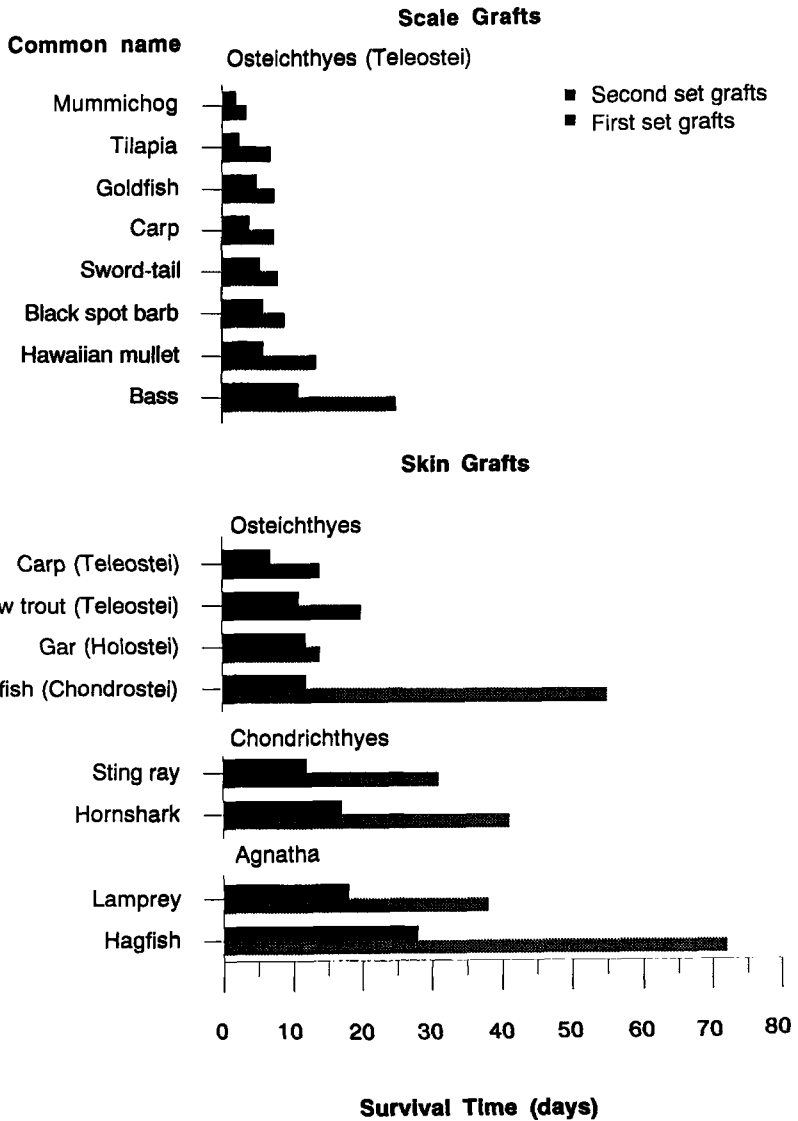 Scale Grafts
Common name
Osteichthyes (Teleostei)
Second set grafts
First set grafts
Mummichog
Tilapia
Goldfish
Carp
Sword-tail
Black spot barb
Hawaiian mullet
Bass
Skin Grafts
Osteichthyes
Carp (Teleostei)
w trout (Teleostei)
Gar (Holostei)
fish (Chondrostei)
Chondrichthyes
Sting ray
Hornshark
Agnatha
Lamprey
Hagfish
0 10 20 30 40 50 60 70 80
Survival Time (days)